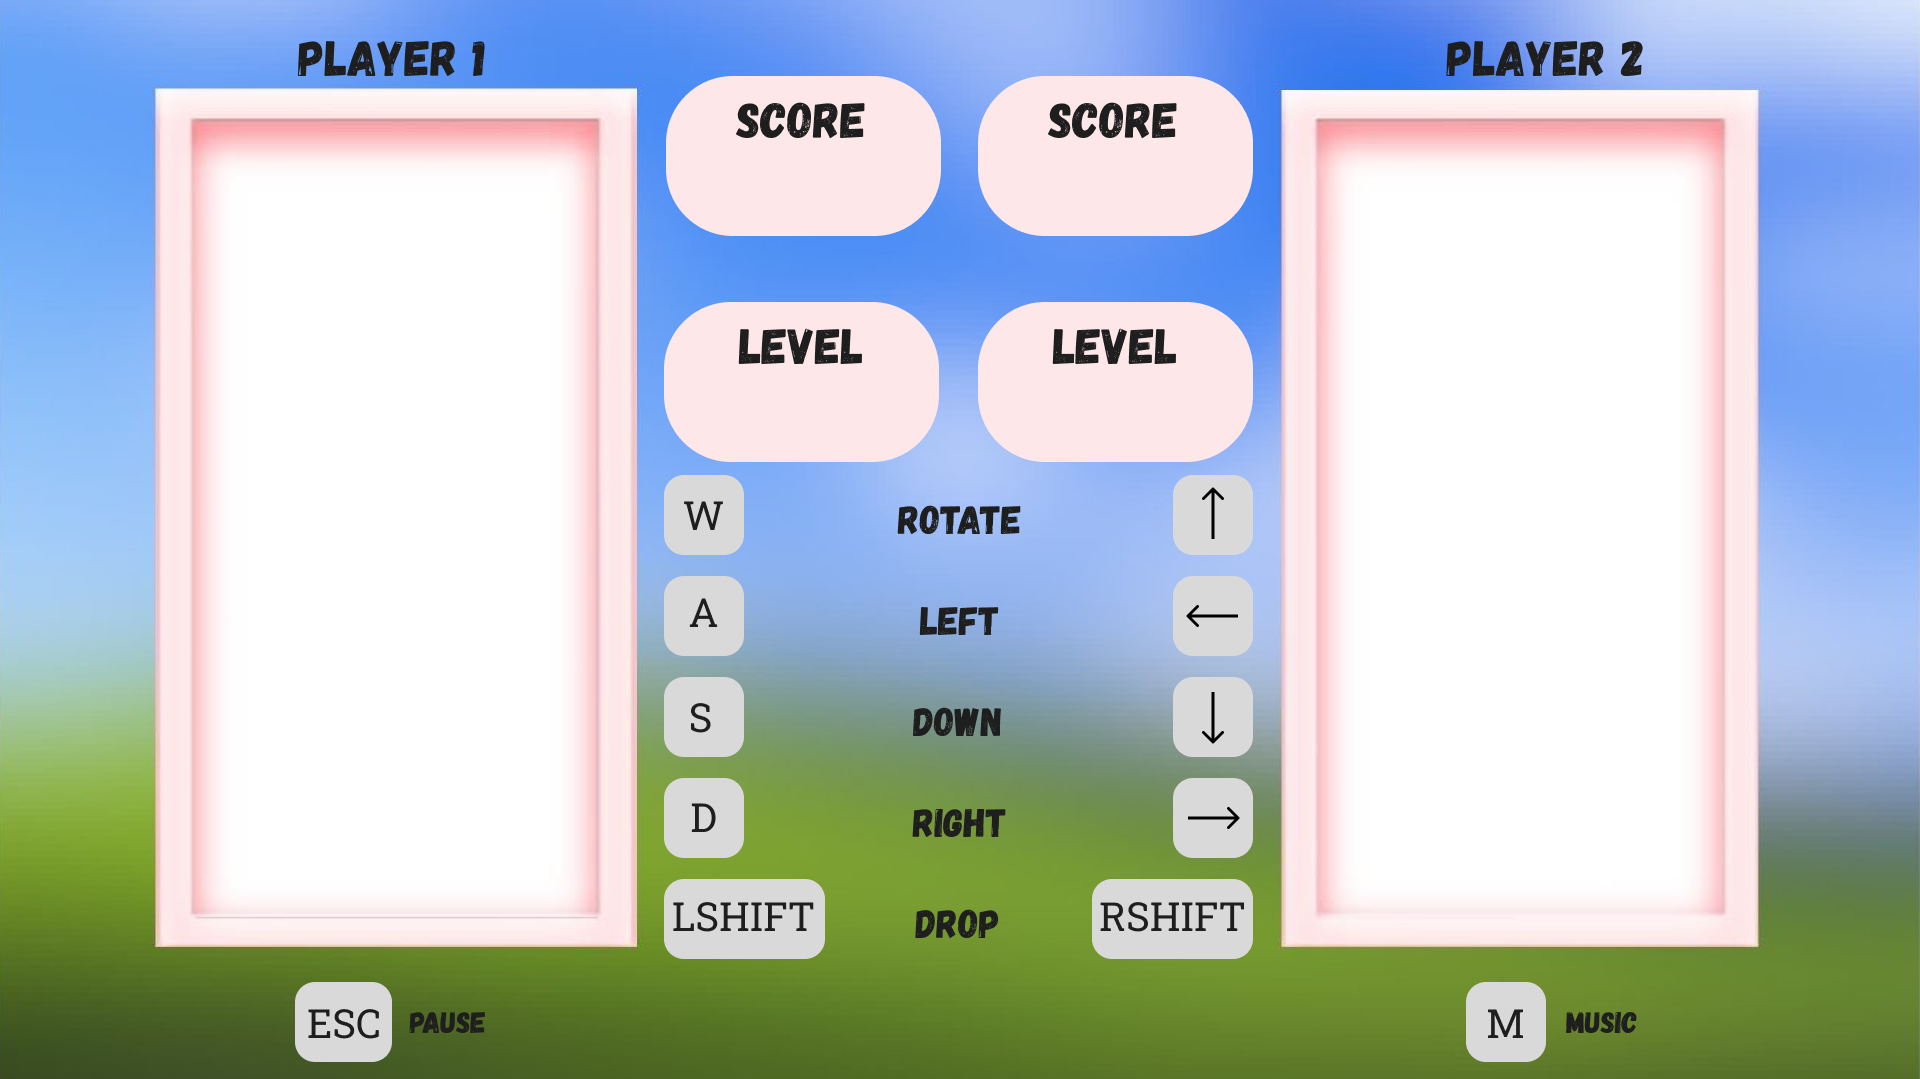 PLAYER 1
PLAYER 2
SCORE
SCORE
LEVEL
LEVEL
W ROTATE ↑
A LEFT ←
S DOWN ↓
D RIGHT →
LSHIFT DROP RSHIFT
ESC PAUSE
M MUSIC